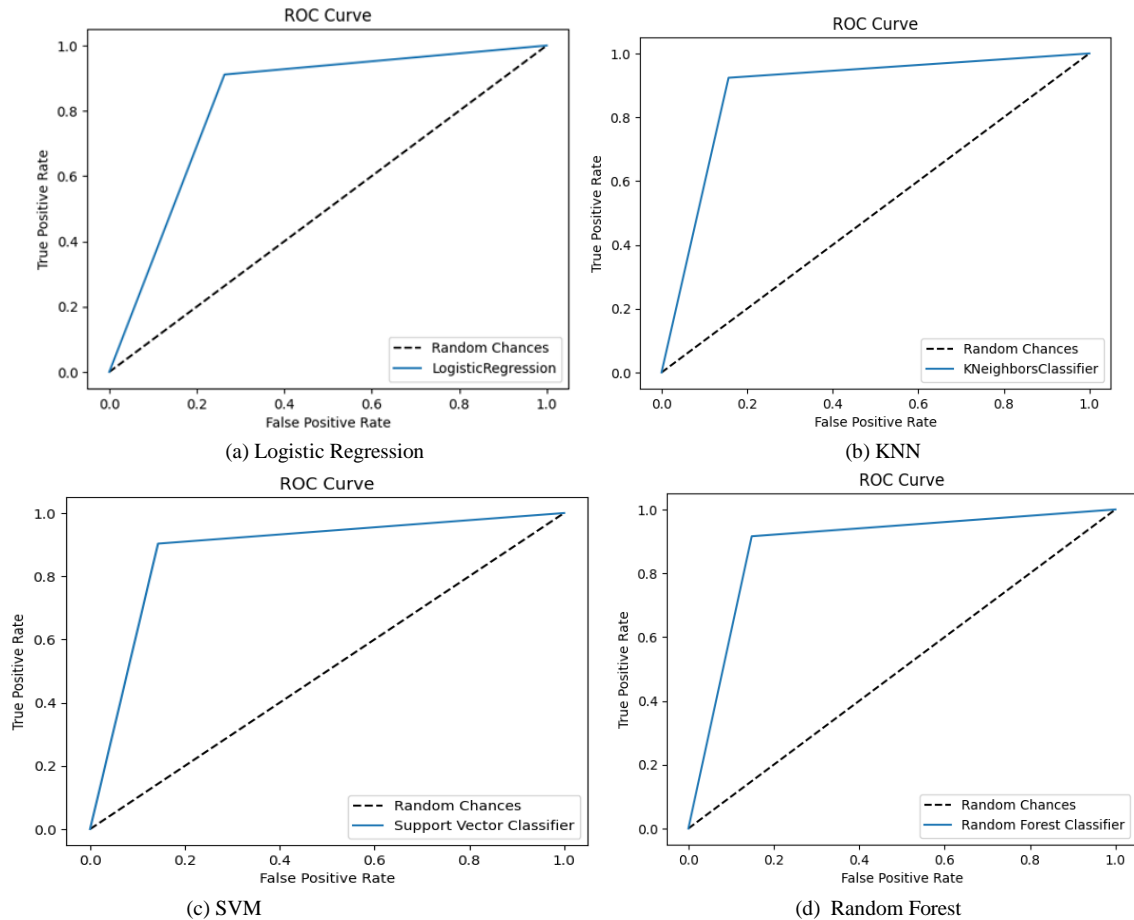 ROC Curve
1.0
0.8
0.6
0.4
0.2
0.0
True Positive Rate
Random Chances
LogisticRegression
0.0 0.2 0.4 0.6 0.8 1.0
False Positive Rate
(a) Logistic Regression
ROC Curve
1.0
0.8
0.6
0.4
0.2
0.0
True Positive Rate
Random Chances
KNeighborsClassifier
0.0 0.2 0.4 0.6 0.8 1.0
False Positive Rate
(b) KNN
ROC Curve
1.0
0.8
0.6
0.4
0.2
0.0
True Positive Rate
Random Chances
Support Vector Classifier
0.0 0.2 0.4 0.6 0.8 1.0
False Positive Rate
(c) SVM
ROC Curve
1.0
0.8
0.6
0.4
0.2
0.0
True Positive Rate
Random Chances
Random Forest Classifier
0.0 0.2 0.4 0.6 0.8 1.0
False Positive Rate
(d) Random Forest